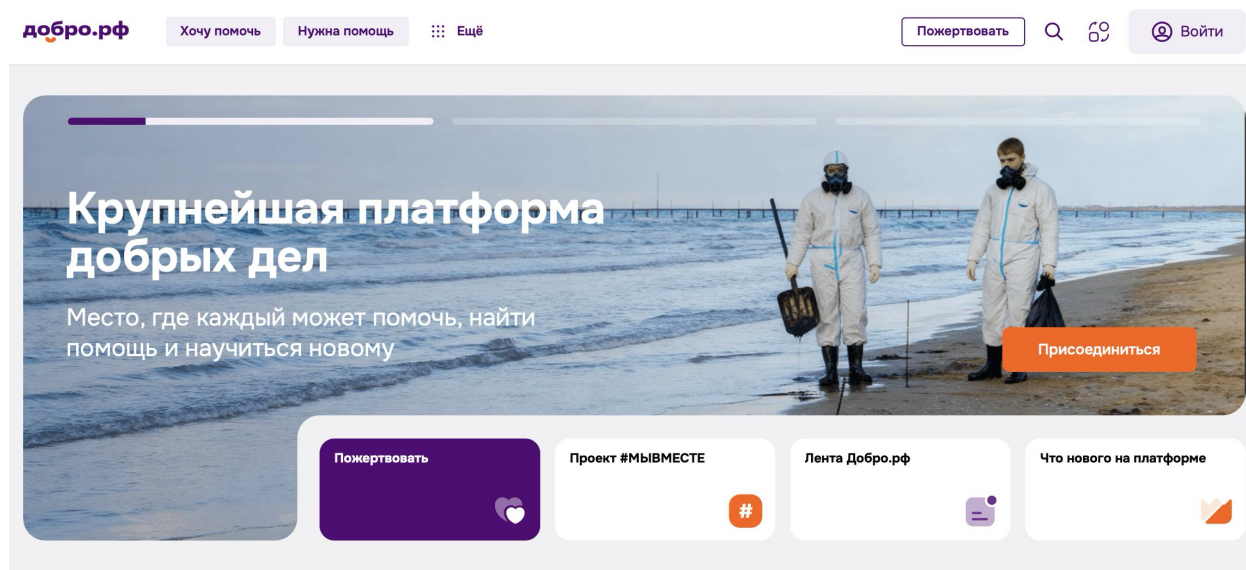 добро.рф
Хочу помочь
Нужна помощь
Ещё
Пожертвовать
Войти
Крупнейшая платформа
добрых дел
Место, где каждый может помочь, найти
помощь и научиться новому
Присоединиться
Пожертвовать
Проект #МЫВМЕСТЕ
Лента Добро.рф
Что нового на платформе
#